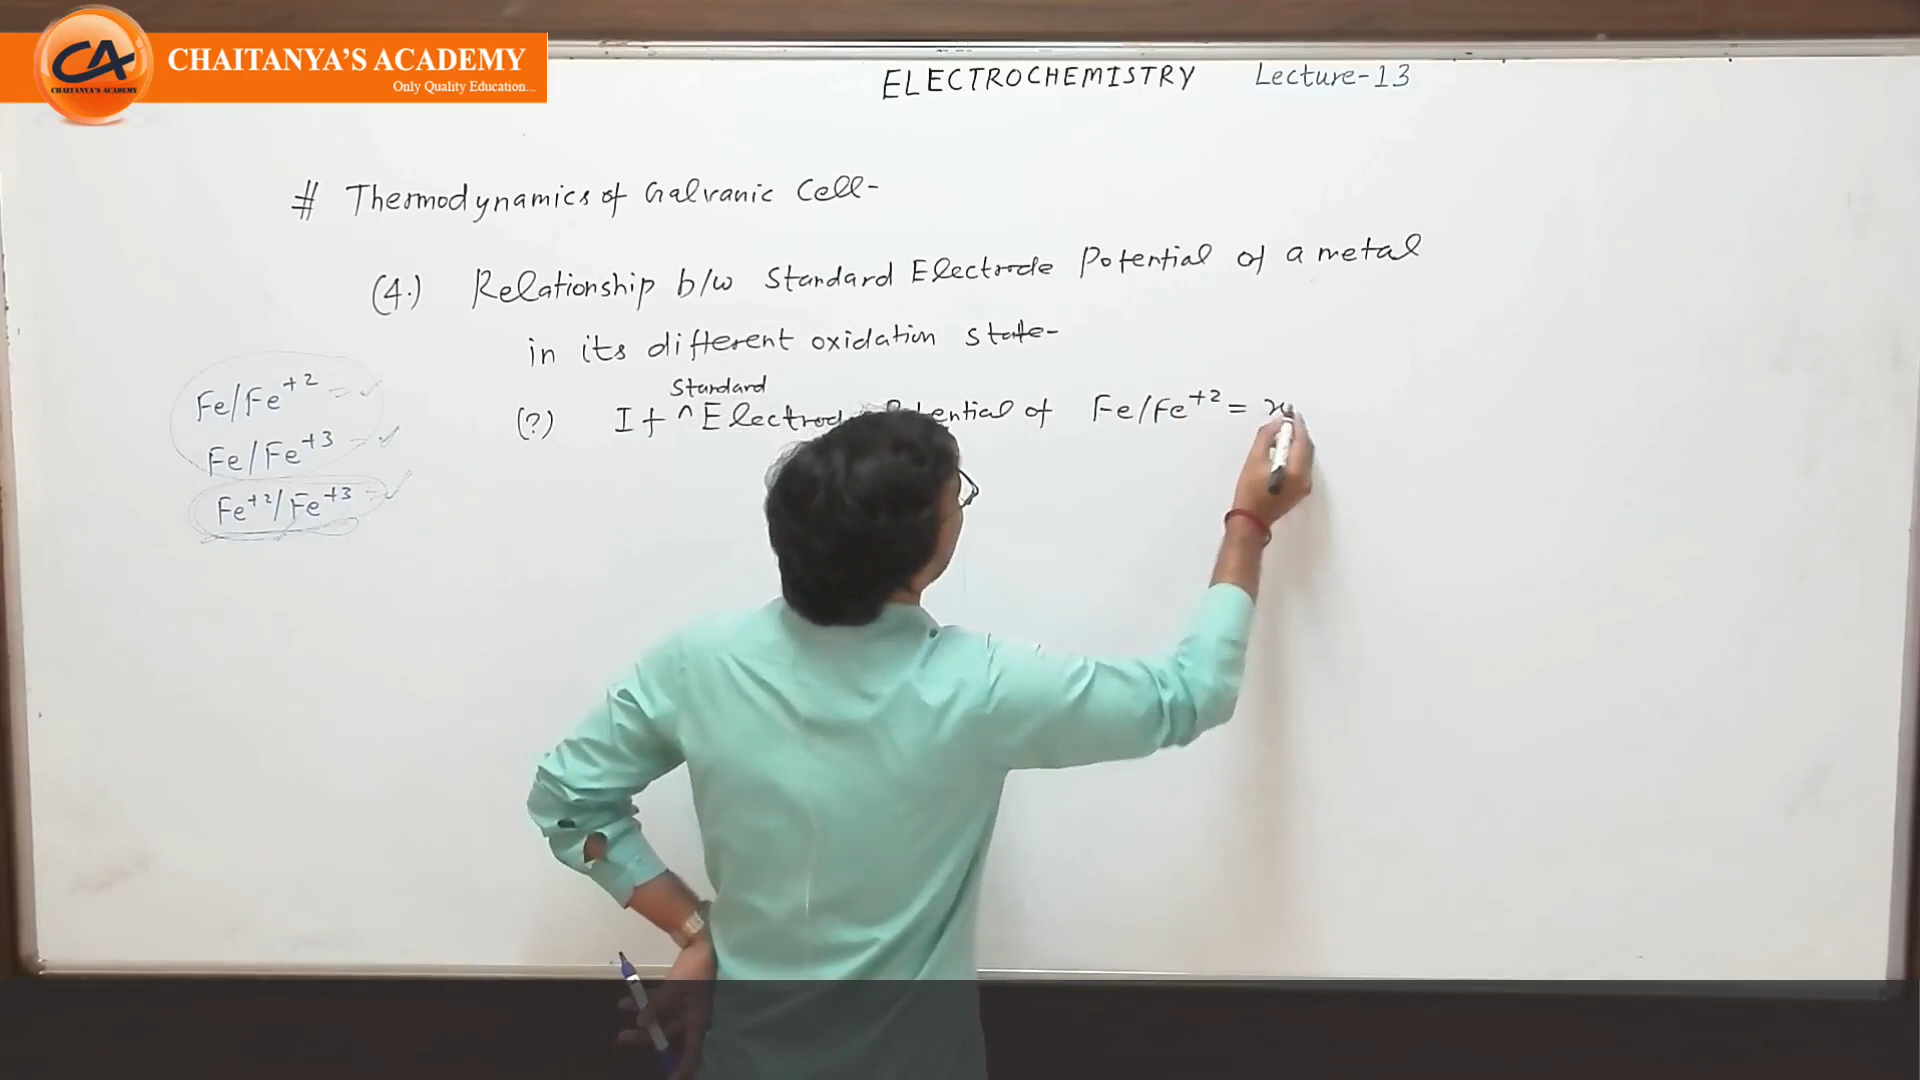 CHAITANYA'S ACADEMY
Only Quality Education...
CA
CHAITANYA'S ACADEMY
ELECTROCHEMISTRY Lecture-13
# Thermodynamics of Galvanic Cell-
(4.) Relationship b/w Standard Electrode Potential of a metal
in its different oxidation state-
Standard
(?) If ^ Electrod ential of Fe/Fe+2 = x
Fe/Fe+2 = ✓
Fe/Fe+3 = ✓
Fe+2/Fe+3 = ✓